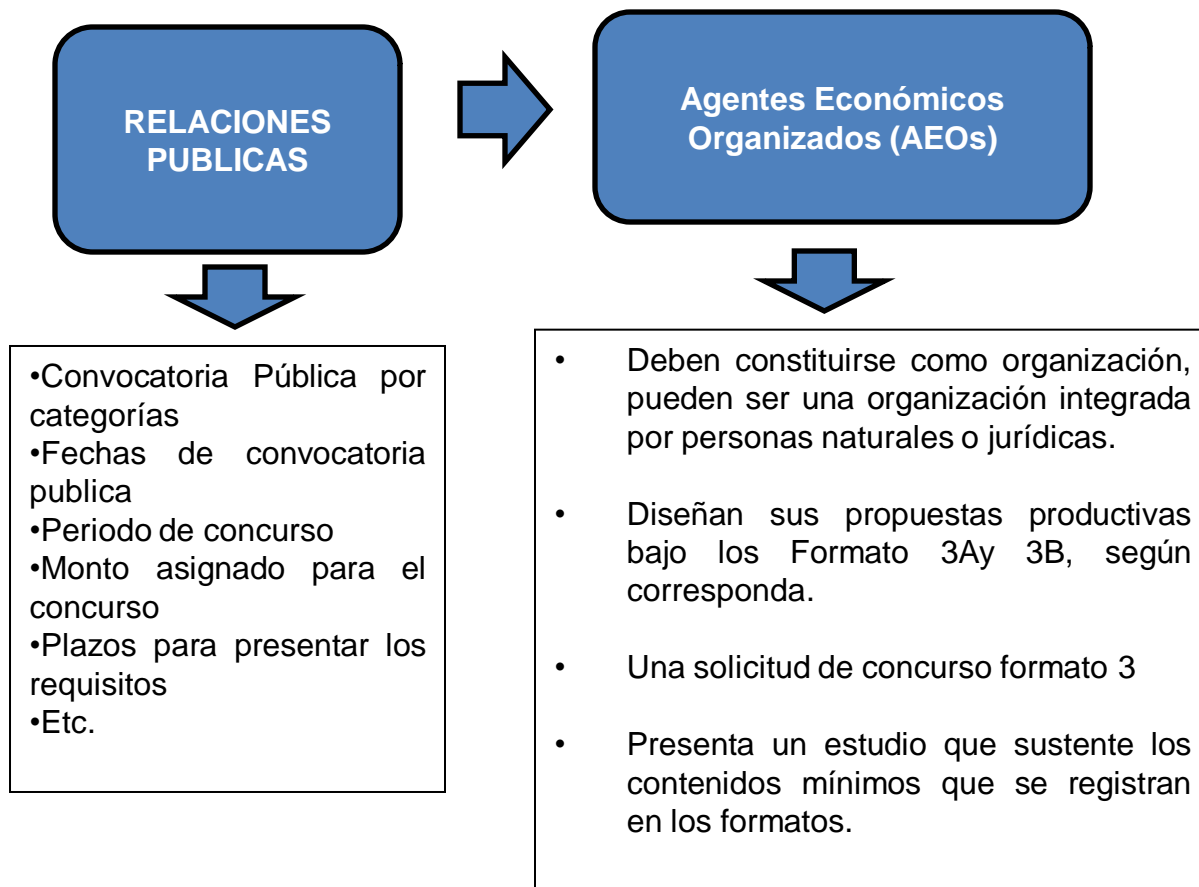 RELACIONES
PUBLICAS
Agentes Económicos
Organizados (AEOs)
•Convocatoria Pública por
categorías
•Fechas de convocatoria
publica
•Periodo de concurso
•Monto asignado para el
concurso
•Plazos para presentar los
requisitos
•Etc.
• Deben constituirse como organización,
pueden ser una organización integrada
por personas naturales o jurídicas.
• Diseñan sus propuestas productivas
bajo los Formato 3Ay 3B, según
corresponda.
• Una solicitud de concurso formato 3
• Presenta un estudio que sustente los
contenidos mínimos que se registran
en los formatos.